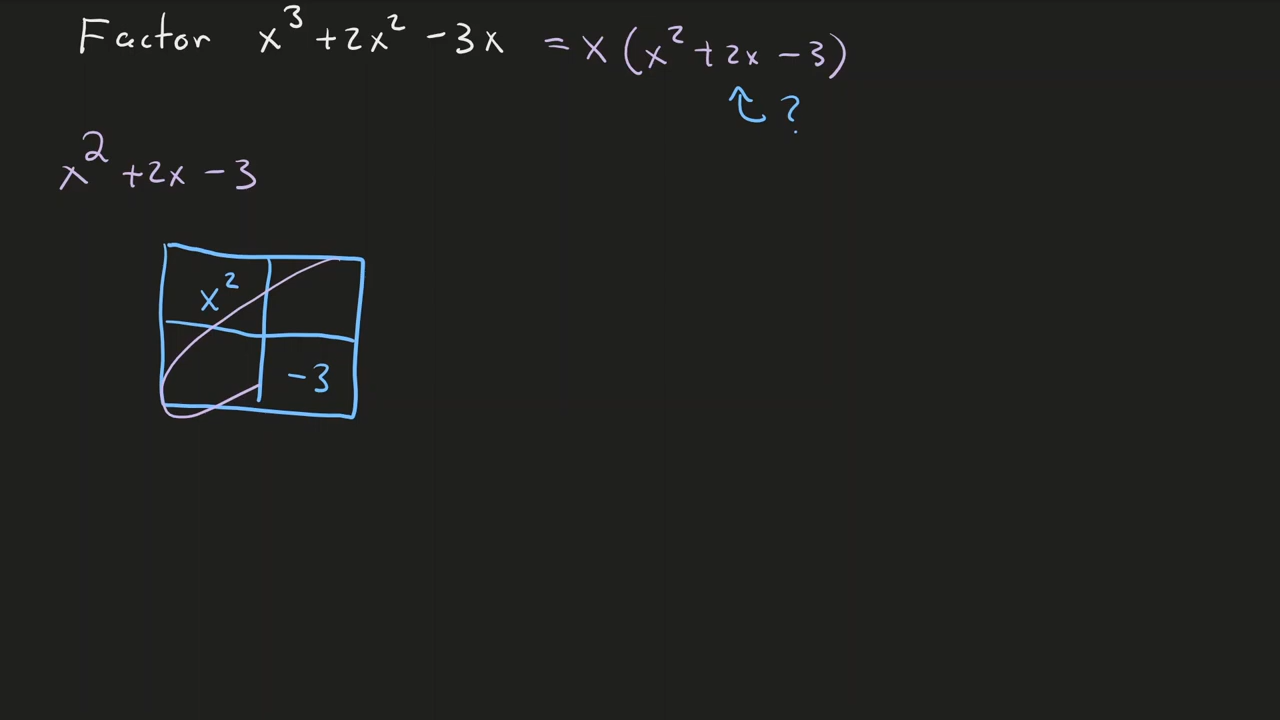 Factor x³ + 2x² - 3x = x (x² + 2x - 3)
?
x² + 2x - 3
x²
-3